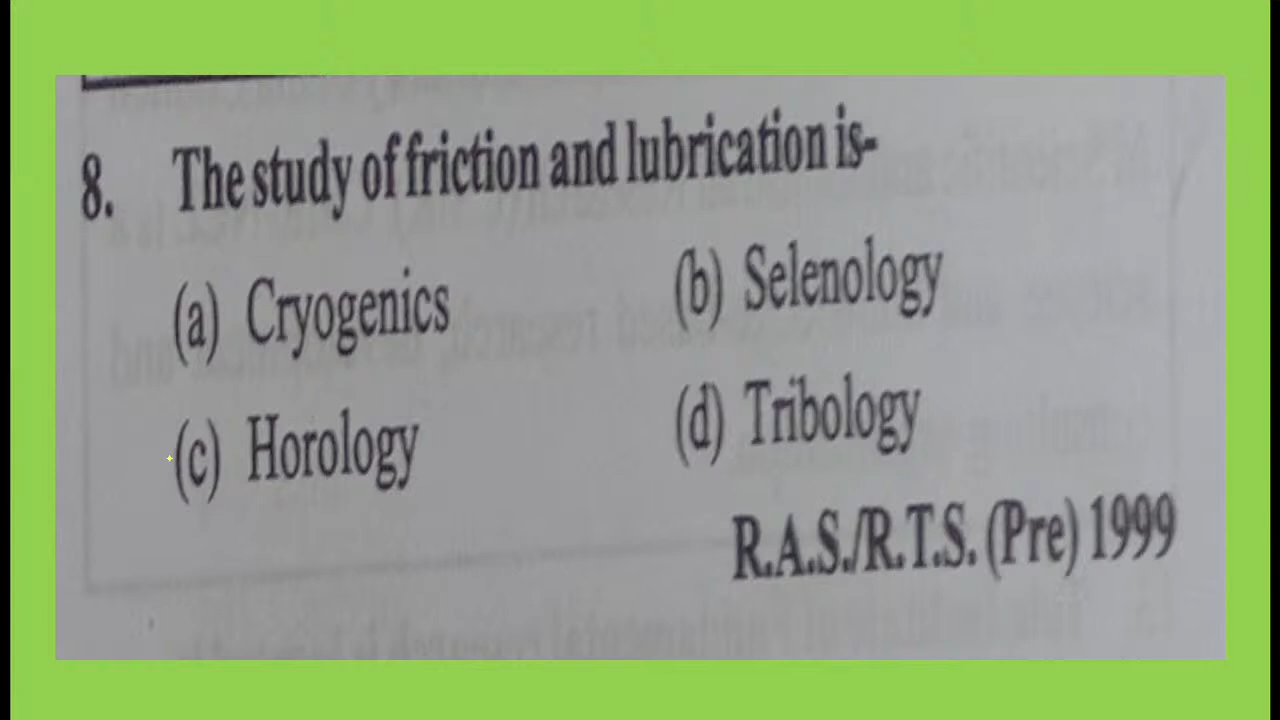 8. The study of friction and lubrication is-
(a) Cryogenics (b) Selenology
(c) Horology (d) Tribology
R.A.S./R.T.S. (Pre) 1999